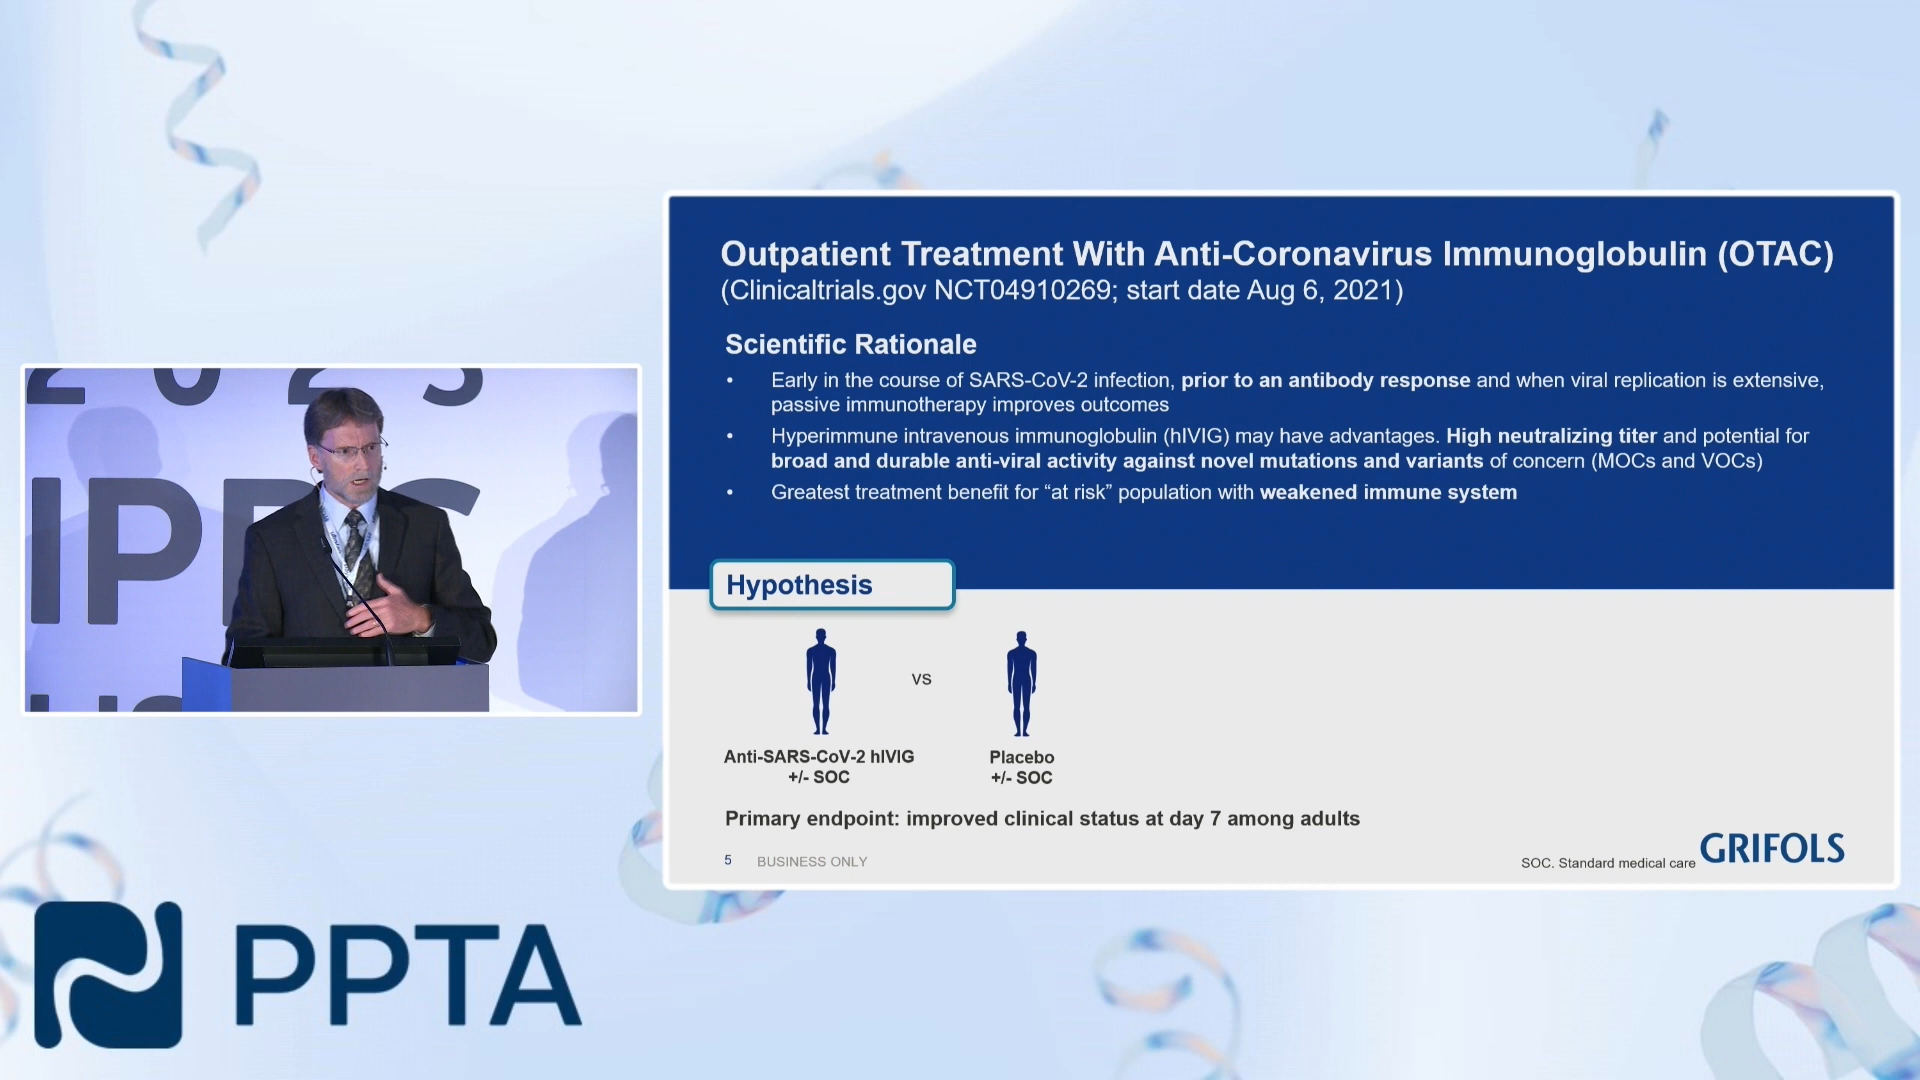 2023
IPPC
Outpatient Treatment With Anti-Coronavirus Immunoglobulin (OTAC)
(Clinicaltrials.gov NCT04910269; start date Aug 6, 2021)
Scientific Rationale
• Early in the course of SARS-CoV-2 infection, prior to an antibody response and when viral replication is extensive,
passive immunotherapy improves outcomes
• Hyperimmune intravenous immunoglobulin (hIVIG) may have advantages. High neutralizing titer and potential for
broad and durable anti-viral activity against novel mutations and variants of concern (MOCs and VOCs)
• Greatest treatment benefit for “at risk” population with weakened immune system
Hypothesis
vs
Anti-SARS-CoV-2 hIVIG
+/- SOC
Placebo
+/- SOC
Primary endpoint: improved clinical status at day 7 among adults
5 BUSINESS ONLY
SOC. Standard medical care
GRIFOLS
PPTA